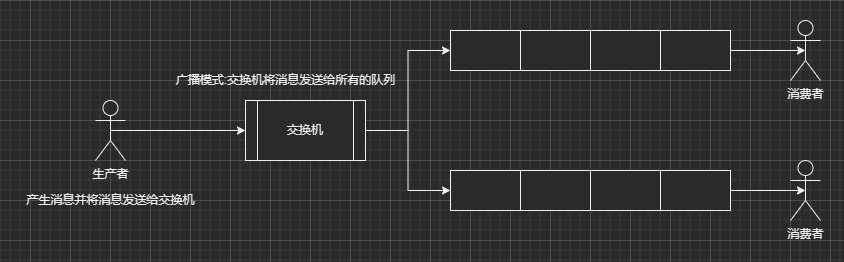 消费者
广播模式:交换机将消息发送给所有的队列
交换机
生产者
产生消息并将消息发送给交换机
消费者